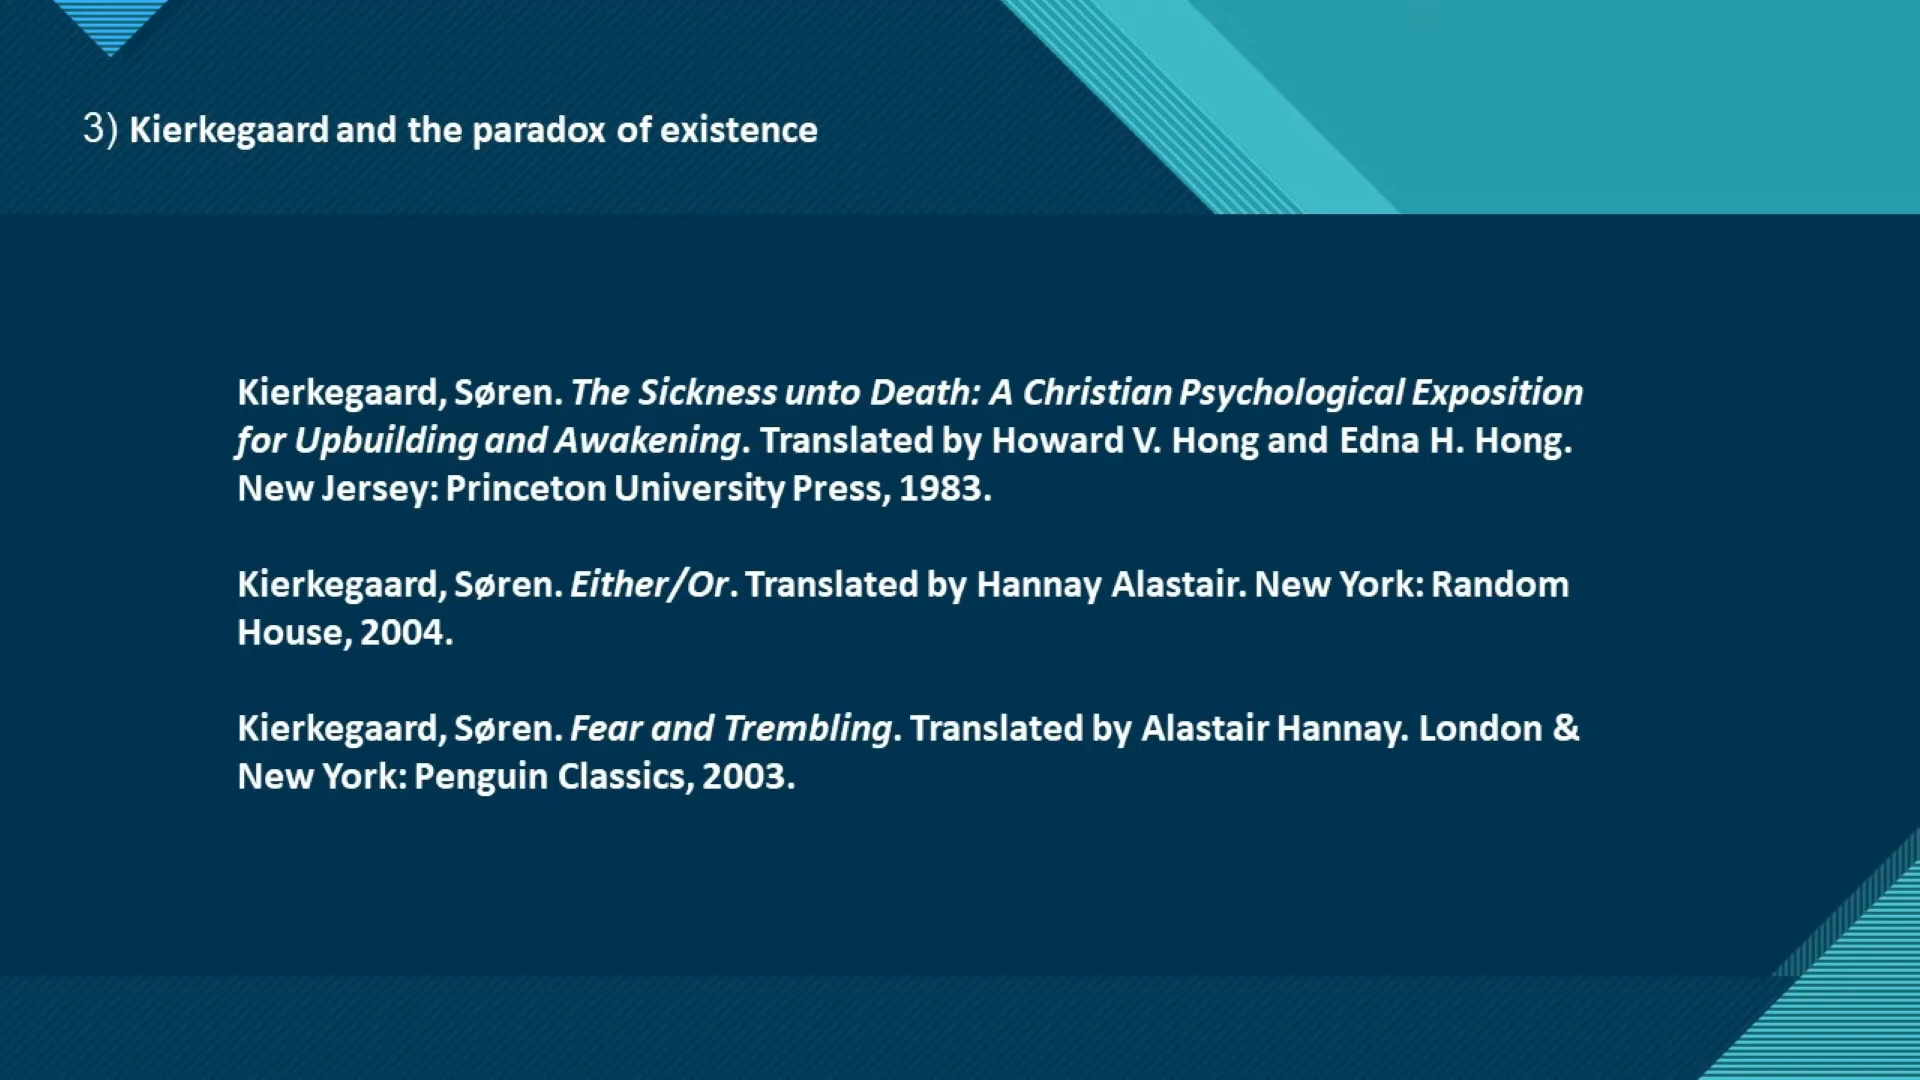 3) Kierkegaard and the paradox of existence
Kierkegaard, Søren. The Sickness unto Death: A Christian Psychological Exposition
for Upbuilding and Awakening. Translated by Howard V. Hong and Edna H. Hong.
New Jersey: Princeton University Press, 1983.
Kierkegaard, Søren. Either/Or. Translated by Hannay Alastair. New York: Random
House, 2004.
Kierkegaard, Søren. Fear and Trembling. Translated by Alastair Hannay. London &
New York: Penguin Classics, 2003.